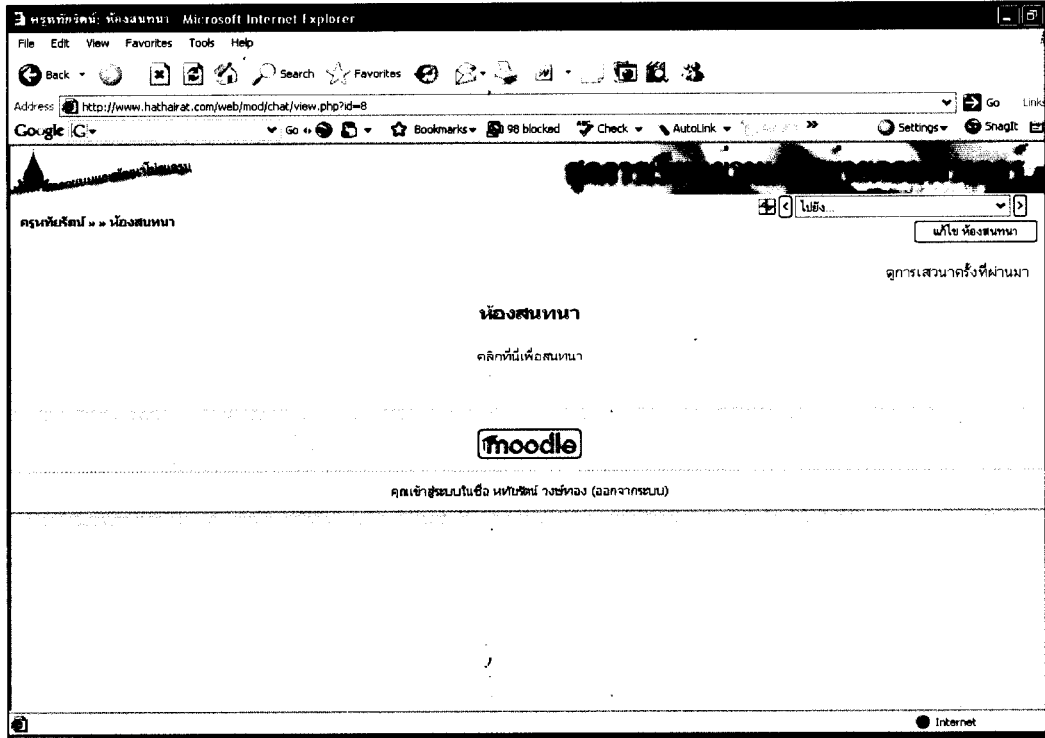 ครูหทัยรัตน์: ห้องสนทนา Microsoft Internet Explorer
File Edit View Favorites Tools Help
Back Search Favorites
Address http://www.hathairat.com/web/mod/chat/view.php?id=8 Go Links
Google G Go Bookmarks 98 blocked Check AutoLink Settings SnagIt
ไปยัง...
ครูหทัยรัตน์ » » ห้องสนทนา
แก้ไข ห้องสนทนา
ดูการเสวนาครั้งที่ผ่านมา
ห้องสนทนา
คลิกที่นี่เพื่อสนทนา
moodle
คุณเข้าสู่ระบบในชื่อ หทัยรัตน์ วงษ์ทอง (ออกจากระบบ)
Internet